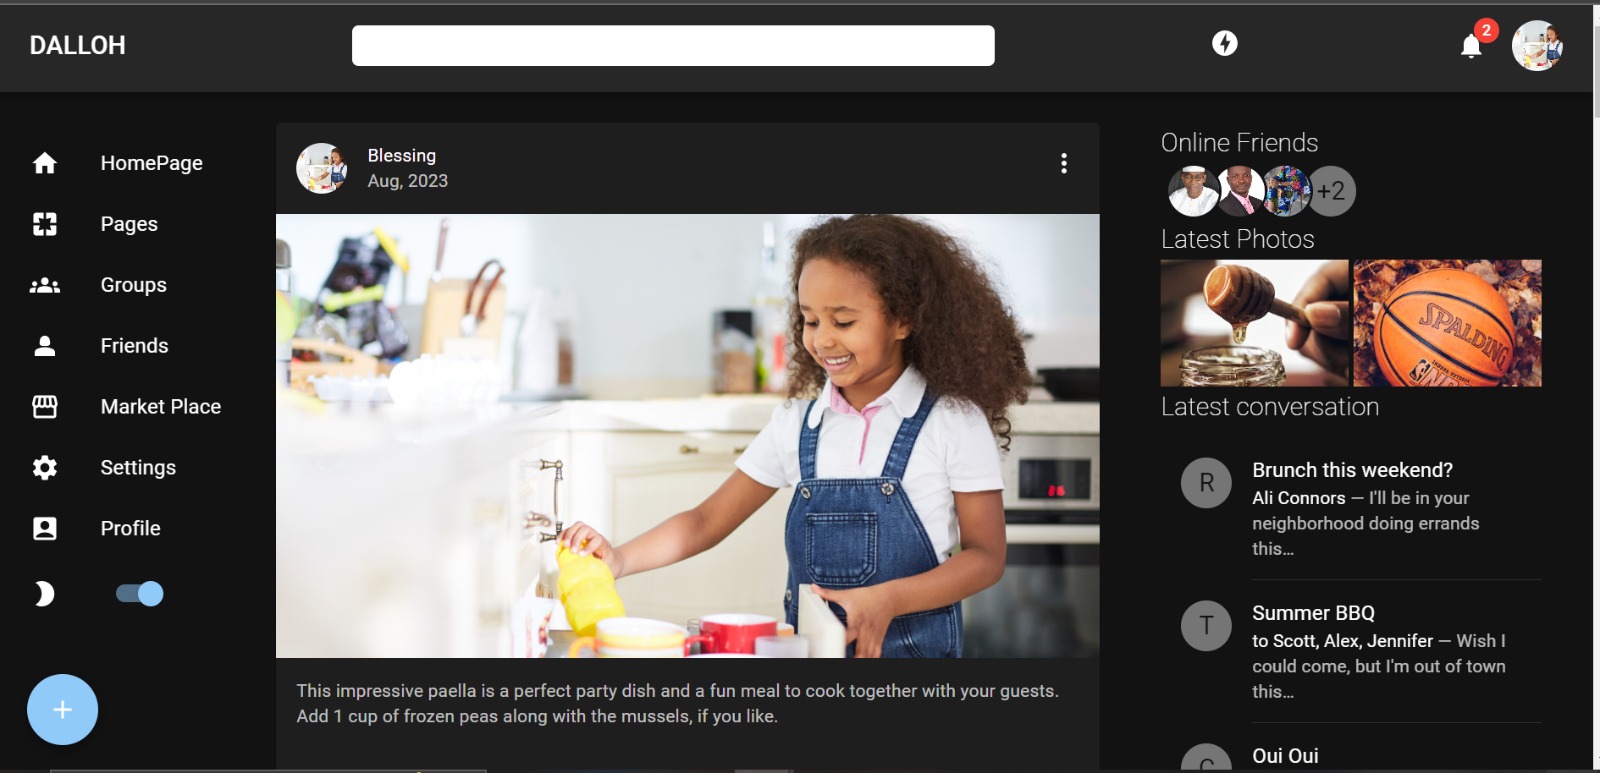 DALLOH
2
HomePage
Pages
Groups
Friends
Market Place
Settings
Profile
+
Blessing
Aug, 2023
This impressive paella is a perfect party dish and a fun meal to cook together with your guests.
Add 1 cup of frozen peas along with the mussels, if you like.
Online Friends
+2
Latest Photos
SPALDING
Latest conversation
R
Brunch this weekend?
Ali Connors — I'll be in your
neighborhood doing errands
this...
T
Summer BBQ
to Scott, Alex, Jennifer — Wish I
could come, but I'm out of town
this...
C
Oui Oui